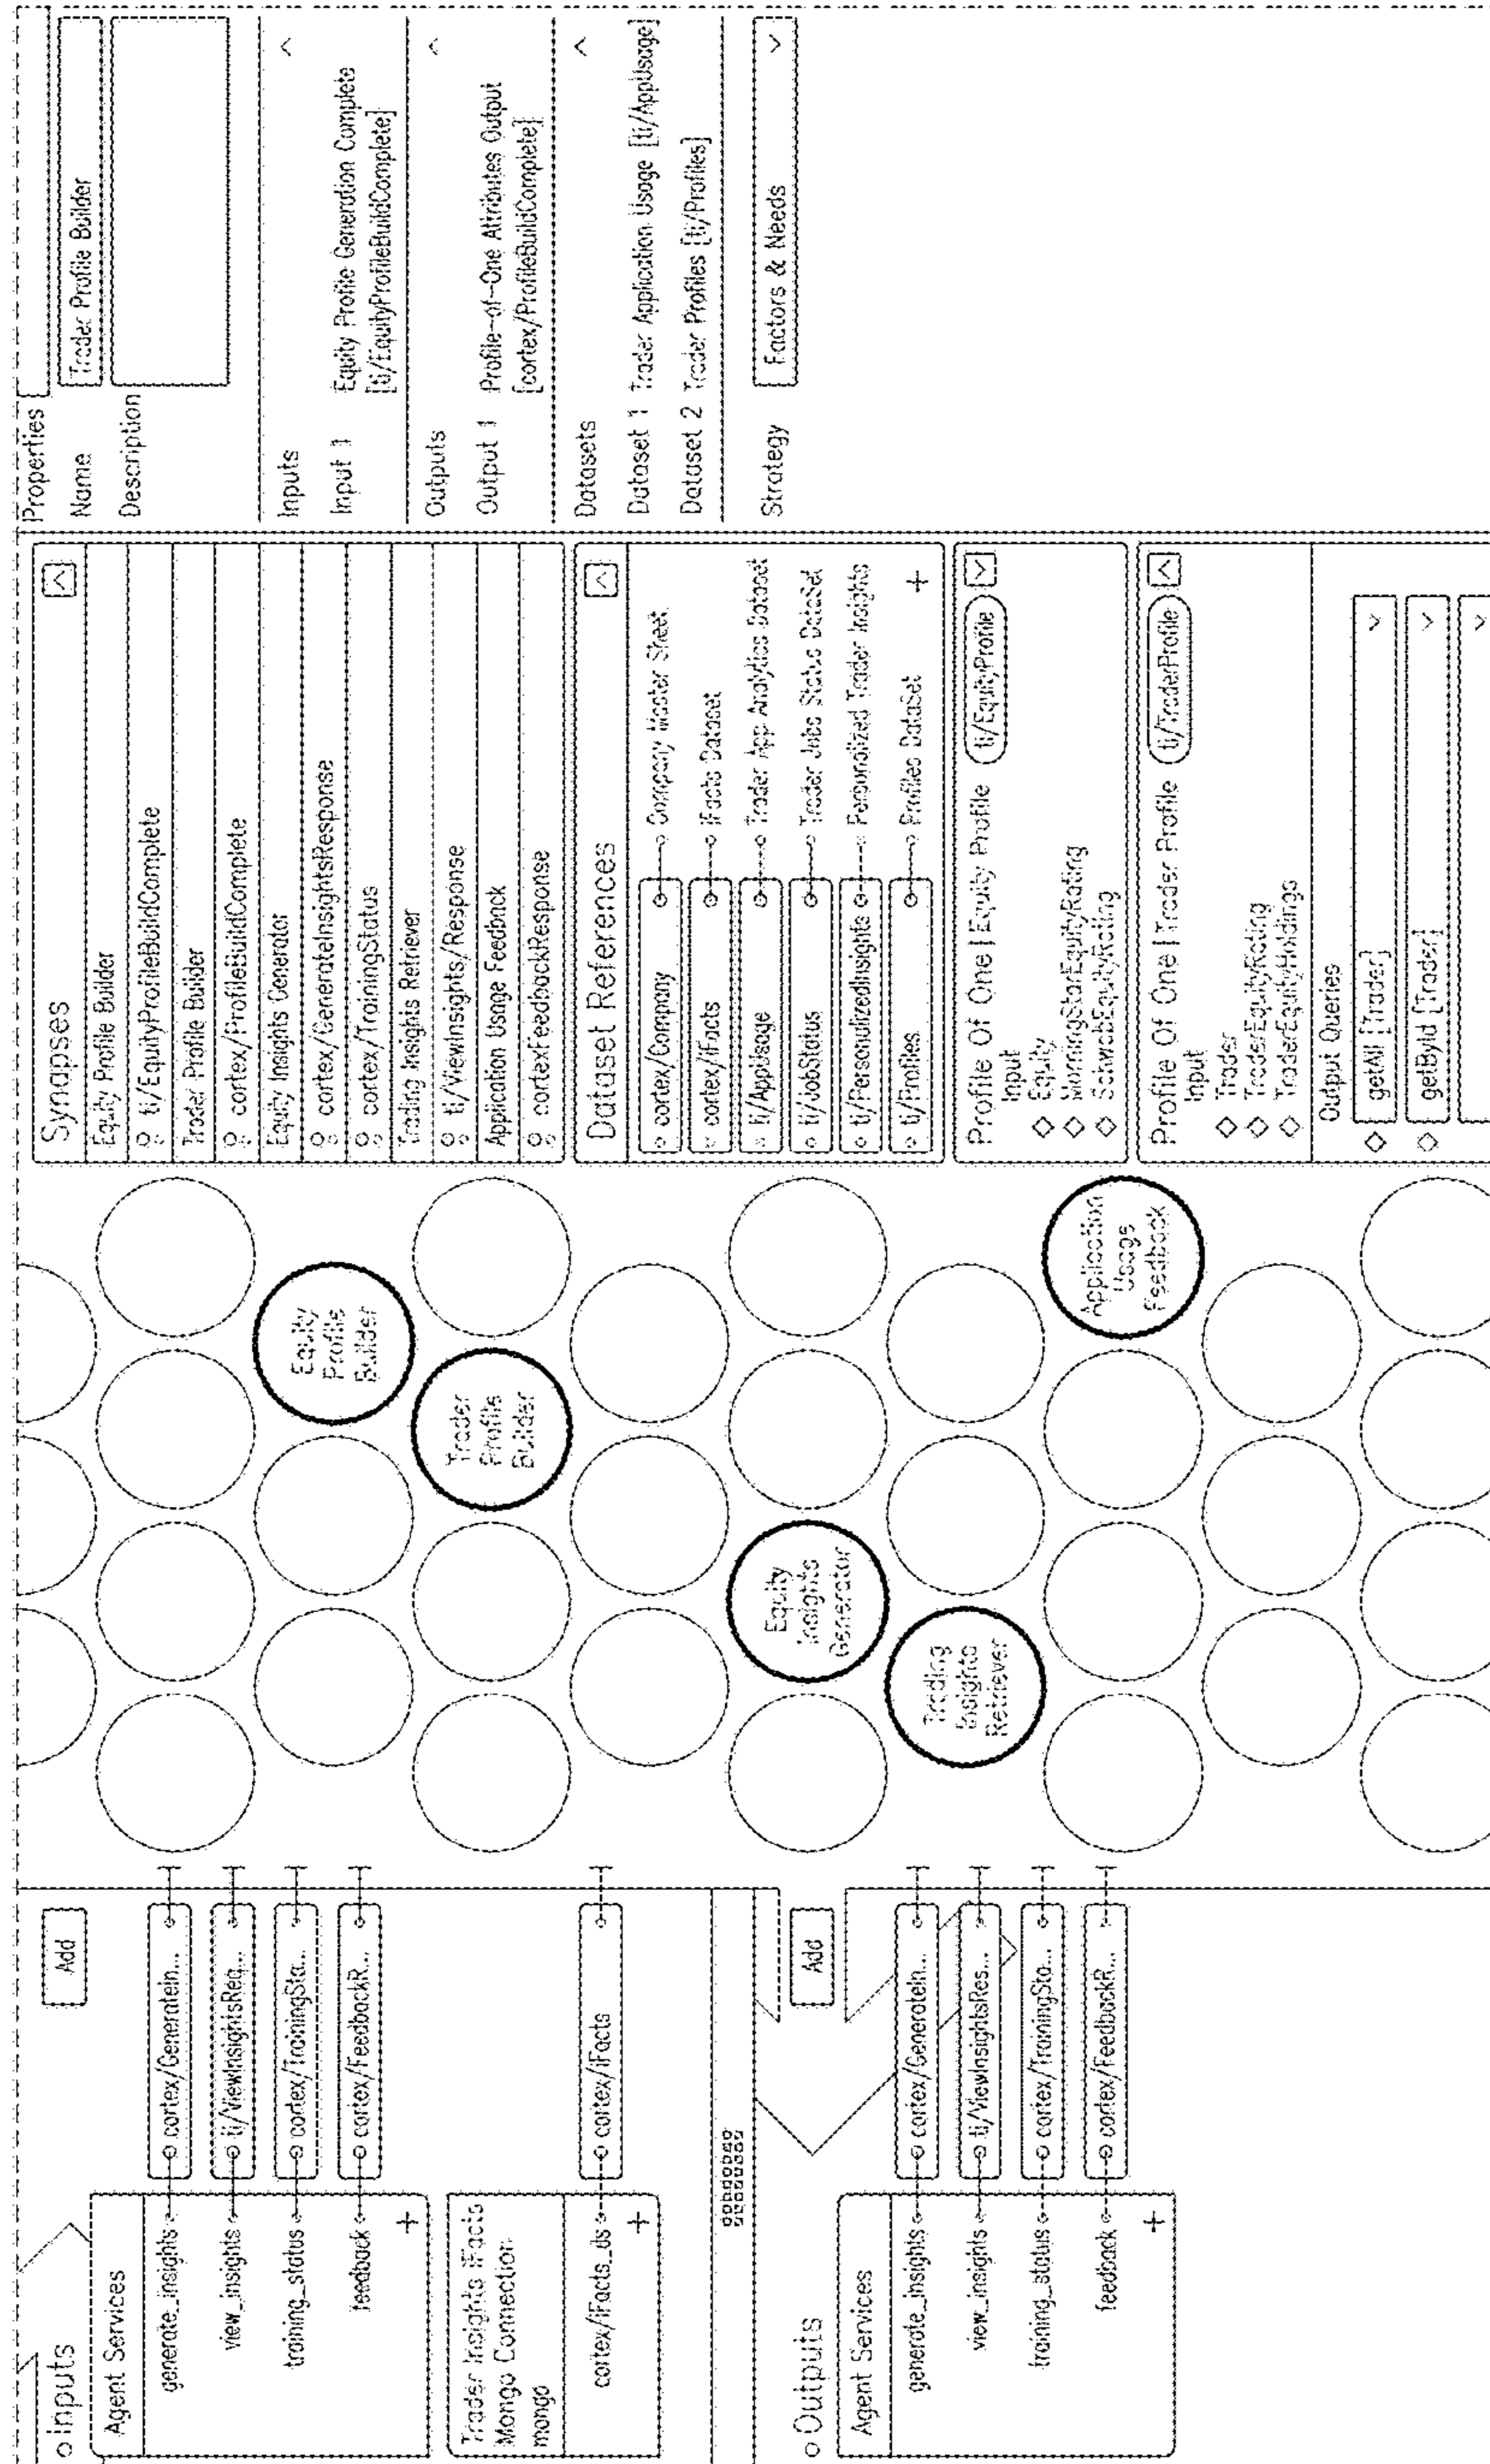 Inputs
Add
Agent Services
generate_insights
cortex/GenerateIn...
view_insights
ti/ViewInsightsReq...
training_status
cortex/TrainingSta...
feedback
cortex/FeedbackR...
+
Trader Insights iFacts
Mongo Connection
mongo
cortex/iFacts_ds
cortex/iFacts
+
Outputs
Add
Agent Services
generate_insights
cortex/GenerateIn...
view_insights
ti/ViewInsightsRes...
training_status
cortex/TrainingSta...
feedback
cortex/FeedbackR...
+
Equity
Profile
Builder
Trader
Profile
Builder
Equity
Insights
Generator
Trading
Insights
Retriever
Application
Usage
Feedback
Synapses
Equity Profile Builder
ti/EquityProfileBuildComplete
Trader Profile Builder
cortex/ProfileBuildComplete
Equity Insights Generator
cortex/GenerateInsightsResponse
cortex/TrainingStatus
Trading Insights Retriever
ti/ViewInsights/Response
Application Usage Feedback
cortexFeedbackResponse
Dataset References
cortex/Company
Company Master Sheet
cortex/iFacts
iFacts Dataset
ti/AppUsage
Trader App Analytics Dataset
ti/JobStatus
Trader Jobs Status DataSet
ti/PersonalizedInsights
Personalized Trader Insights
ti/Profiles
Profiles DataSet
+
Profile Of One | Equity Profile
ti/EquityProfile
Input
Equity
MorningStarEquityRating
SchwabEquityRating
Profile Of One | Trader Profile
ti/TraderProfile
Input
Trader
TraderEquityRating
TraderEquityHoldings
Output Queries
getAll [Trader]
getById [Trader]
Properties
Name
Trader Profile Builder
Description
Inputs
Input 1
Equity Profile Generation Complete
[ti/EquityProfileBuildComplete]
Outputs
Output 1
Profile-of-One Attributes Output
[cortex/ProfileBuildComplete]
Datasets
Dataset 1 Trader Application Usage [ti/AppUsage]
Dataset 2 Trader Profiles [ti/Profiles]
Strategy
Factors & Needs